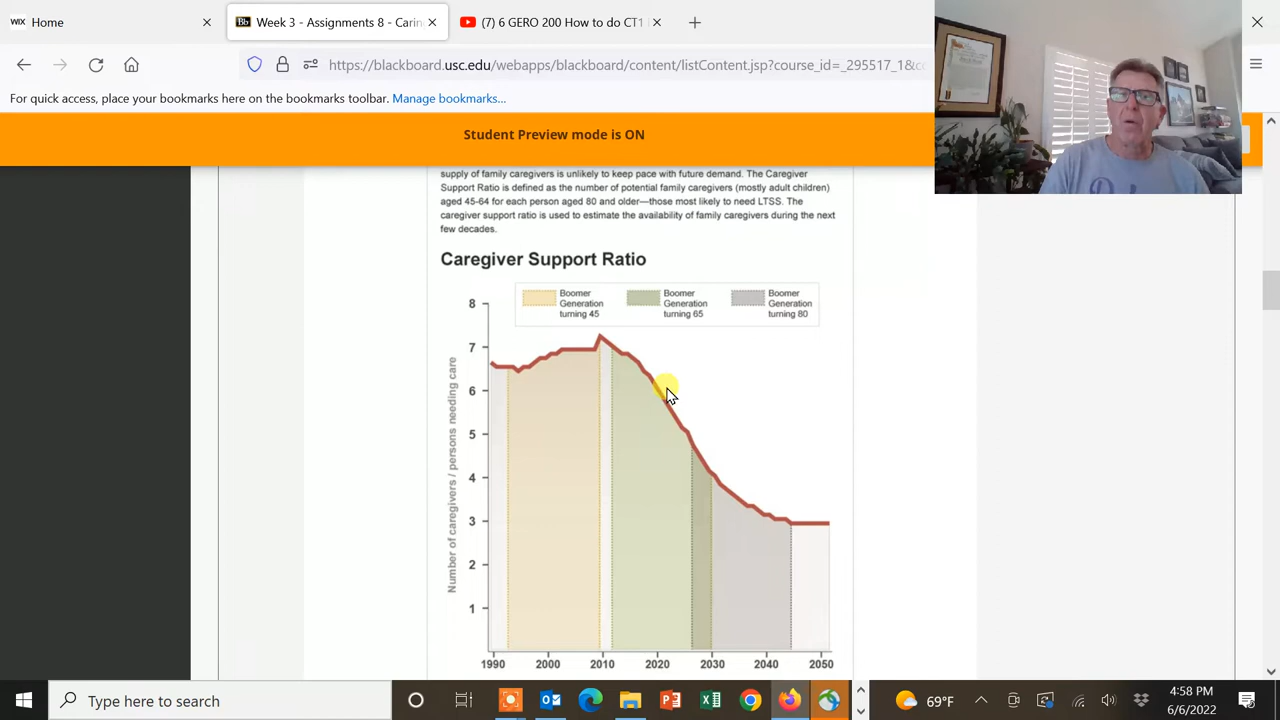 WIX Home
Bb Week 3 - Assignments 8 - Carin
(7) 6 GERO 200 How to do CT1
https://blackboard.usc.edu/webapps/blackboard/content/listContent.jsp?course_id=_295517_1&c
For quick access, place your bookmarks here on the bookmarks toolbar. Manage bookmarks...
Student Preview mode is ON
supply of family caregivers is unlikely to keep pace with future demand. The Caregiver
Support Ratio is defined as the number of potential family caregivers (mostly adult children)
aged 45-64 for each person aged 80 and older—those most likely to need LTSS. The
caregiver support ratio is used to estimate the availability of family caregivers during the next
few decades.
Caregiver Support Ratio
Boomer
Generation
turning 45
Boomer
Generation
turning 65
Boomer
Generation
turning 80
Number of caregivers / persons needing care
8
7
6
5
4
3
2
1
1990 2000 2010 2020 2030 2040 2050
Type here to search
69°F
4:58 PM
6/6/2022